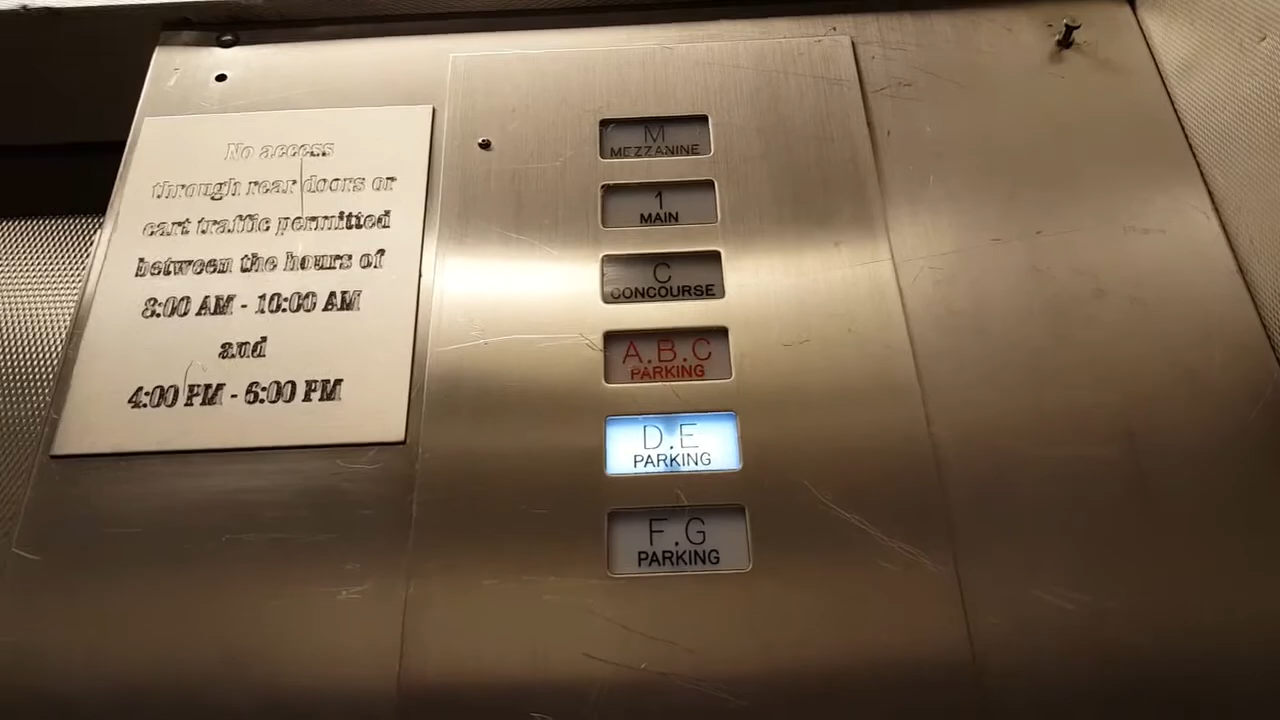 No access
through rear doors or
cart traffic permitted
between the hours of
8:00 AM - 10:00 AM
and
4:00 PM - 6:00 PM
M
MEZZANINE
1
MAIN
C
CONCOURSE
A.B.C
PARKING
D.E
PARKING
F.G
PARKING